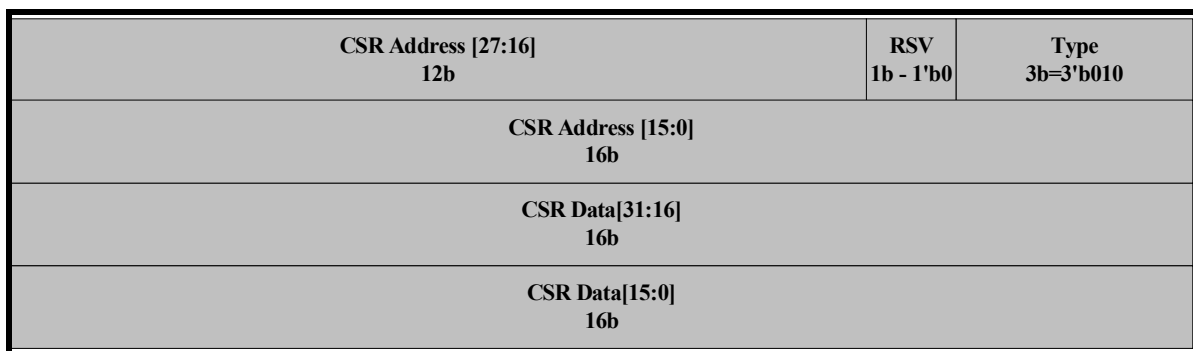 CSR Address [27:16]
12b
RSV
1b - 1'b0
Type
3b=3'b010
CSR Address [15:0]
16b
CSR Data[31:16]
16b
CSR Data[15:0]
16b